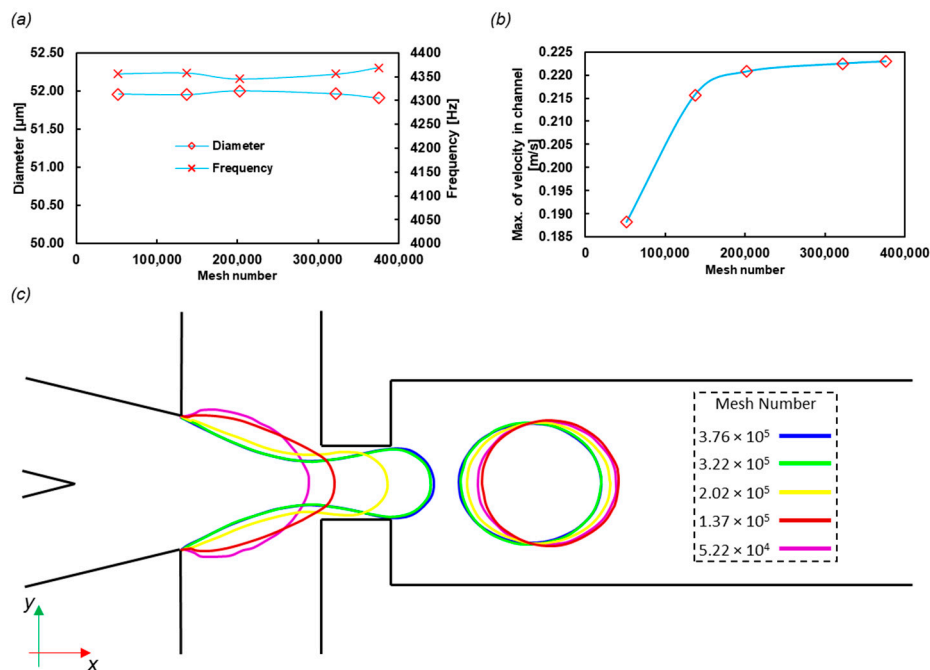 (a)
52.50
52.00
51.50
51.00
50.50
50.00
Diameter [µm]
4400
4350
4300
4250
4200
4150
4100
4050
4000
Frequency [Hz]
Diameter
Frequency
0
100,000
200,000
300,000
400,000
Mesh number
(b)
0.225
0.220
0.215
0.210
0.205
0.200
0.195
0.190
0.185
Max. of velocity in channel
[m/s]
0
100,000
200,000
300,000
400,000
Mesh number
(c)
Mesh Number
3.76 × 10⁵
3.22 × 10⁵
2.02 × 10⁵
1.37 × 10⁵
5.22 × 10⁴
y
x